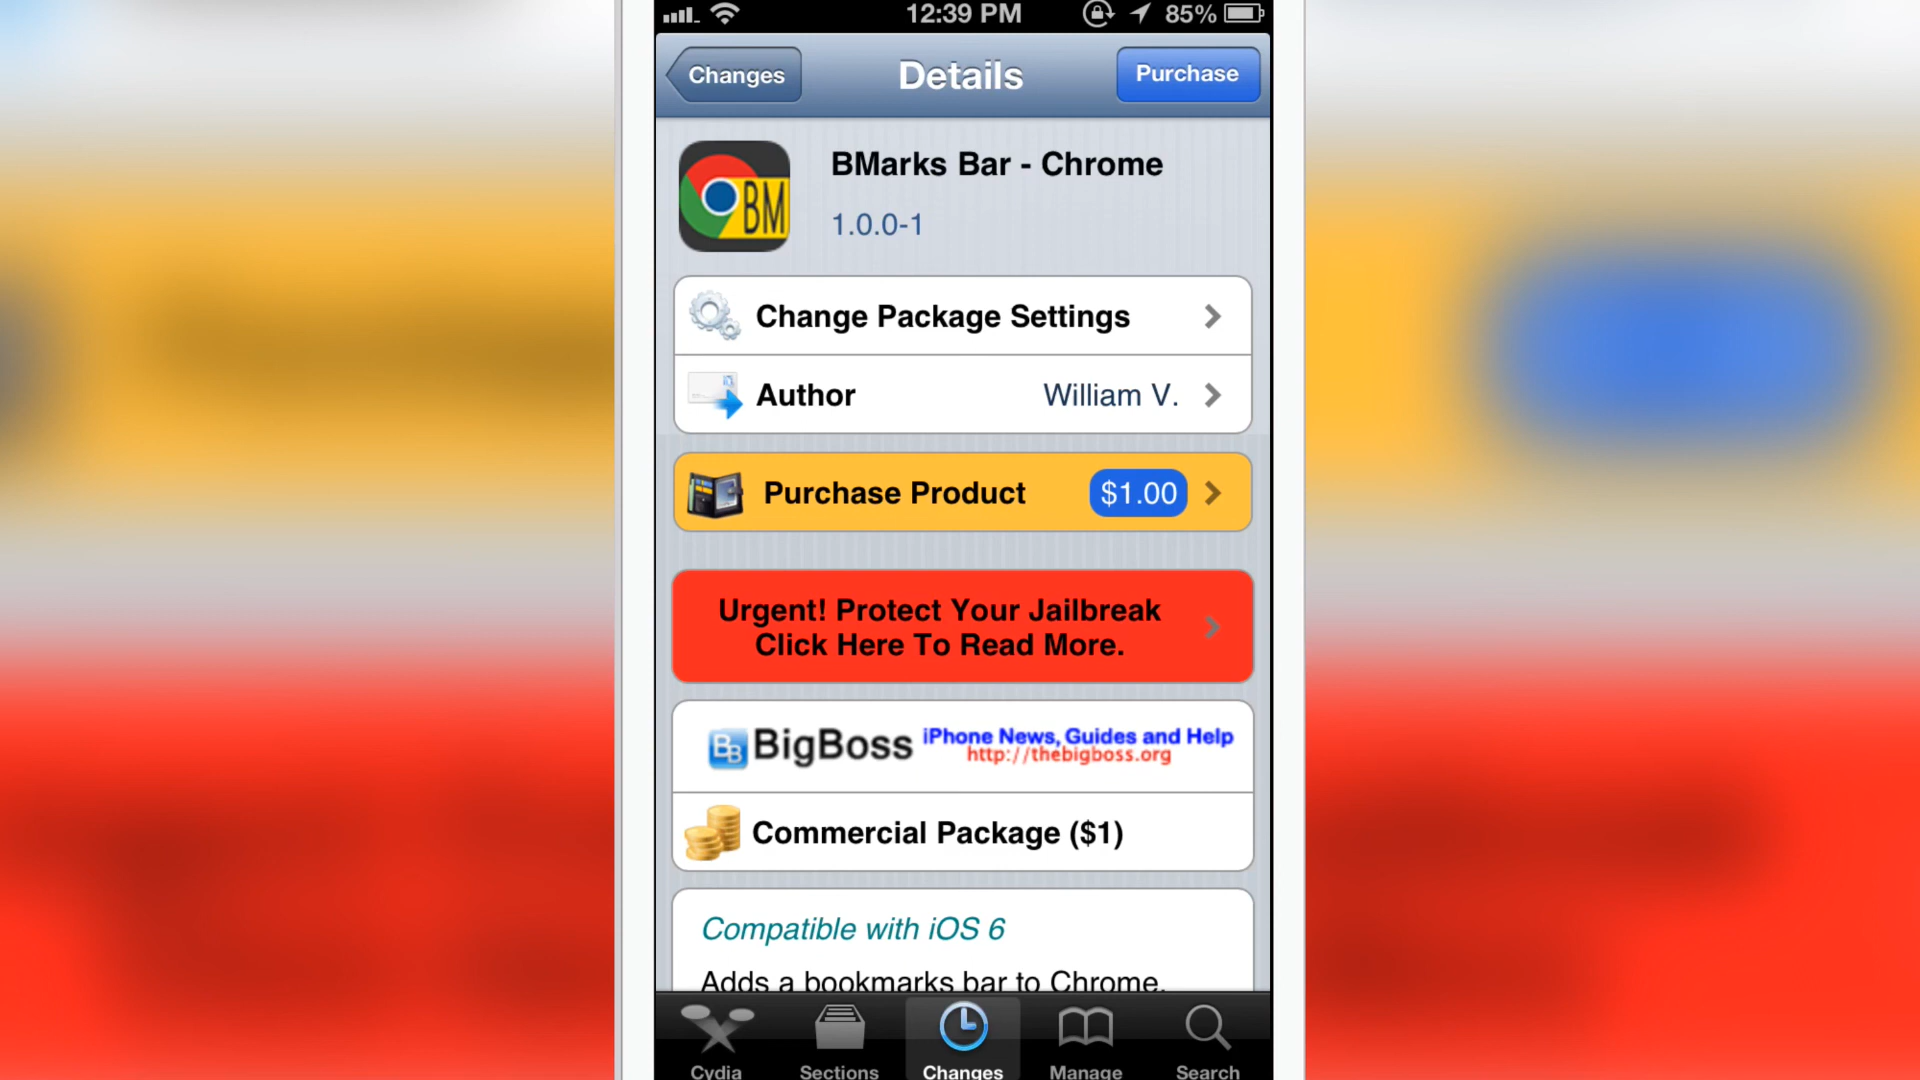 12:39 PM 85%
Changes Details Purchase
BM
BMarks Bar - Chrome
1.0.0-1
Change Package Settings
Author William V.
Purchase Product $1.00
Urgent! Protect Your Jailbreak
Click Here To Read More.
BB BigBoss iPhone News, Guides and Help
http://thebigboss.org
Commercial Package ($1)
Compatible with iOS 6
Adds a bookmarks bar to Chrome.
Cydia Sections Changes Manage Search